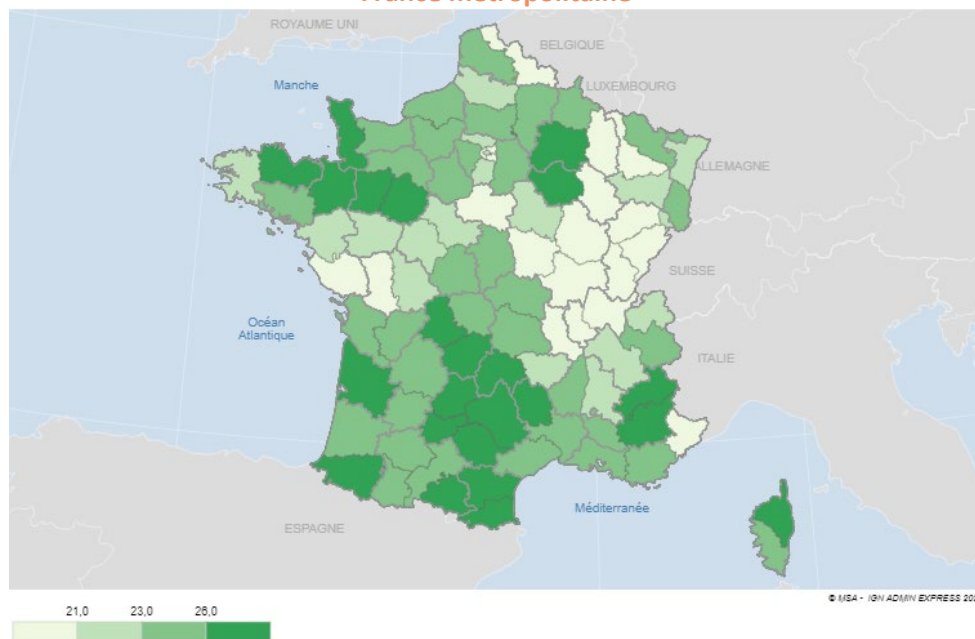 France métropolitaine
ROYAUME UNI
BELGIQUE
Manche
LUXEMBOURG
ALLEMAGNE
SUISSE
Océan
Atlantique
ITALIE
Méditerranée
ESPAGNE
© MSA - IGN ADMIN EXPRESS 202
21,0 23,0 26,0